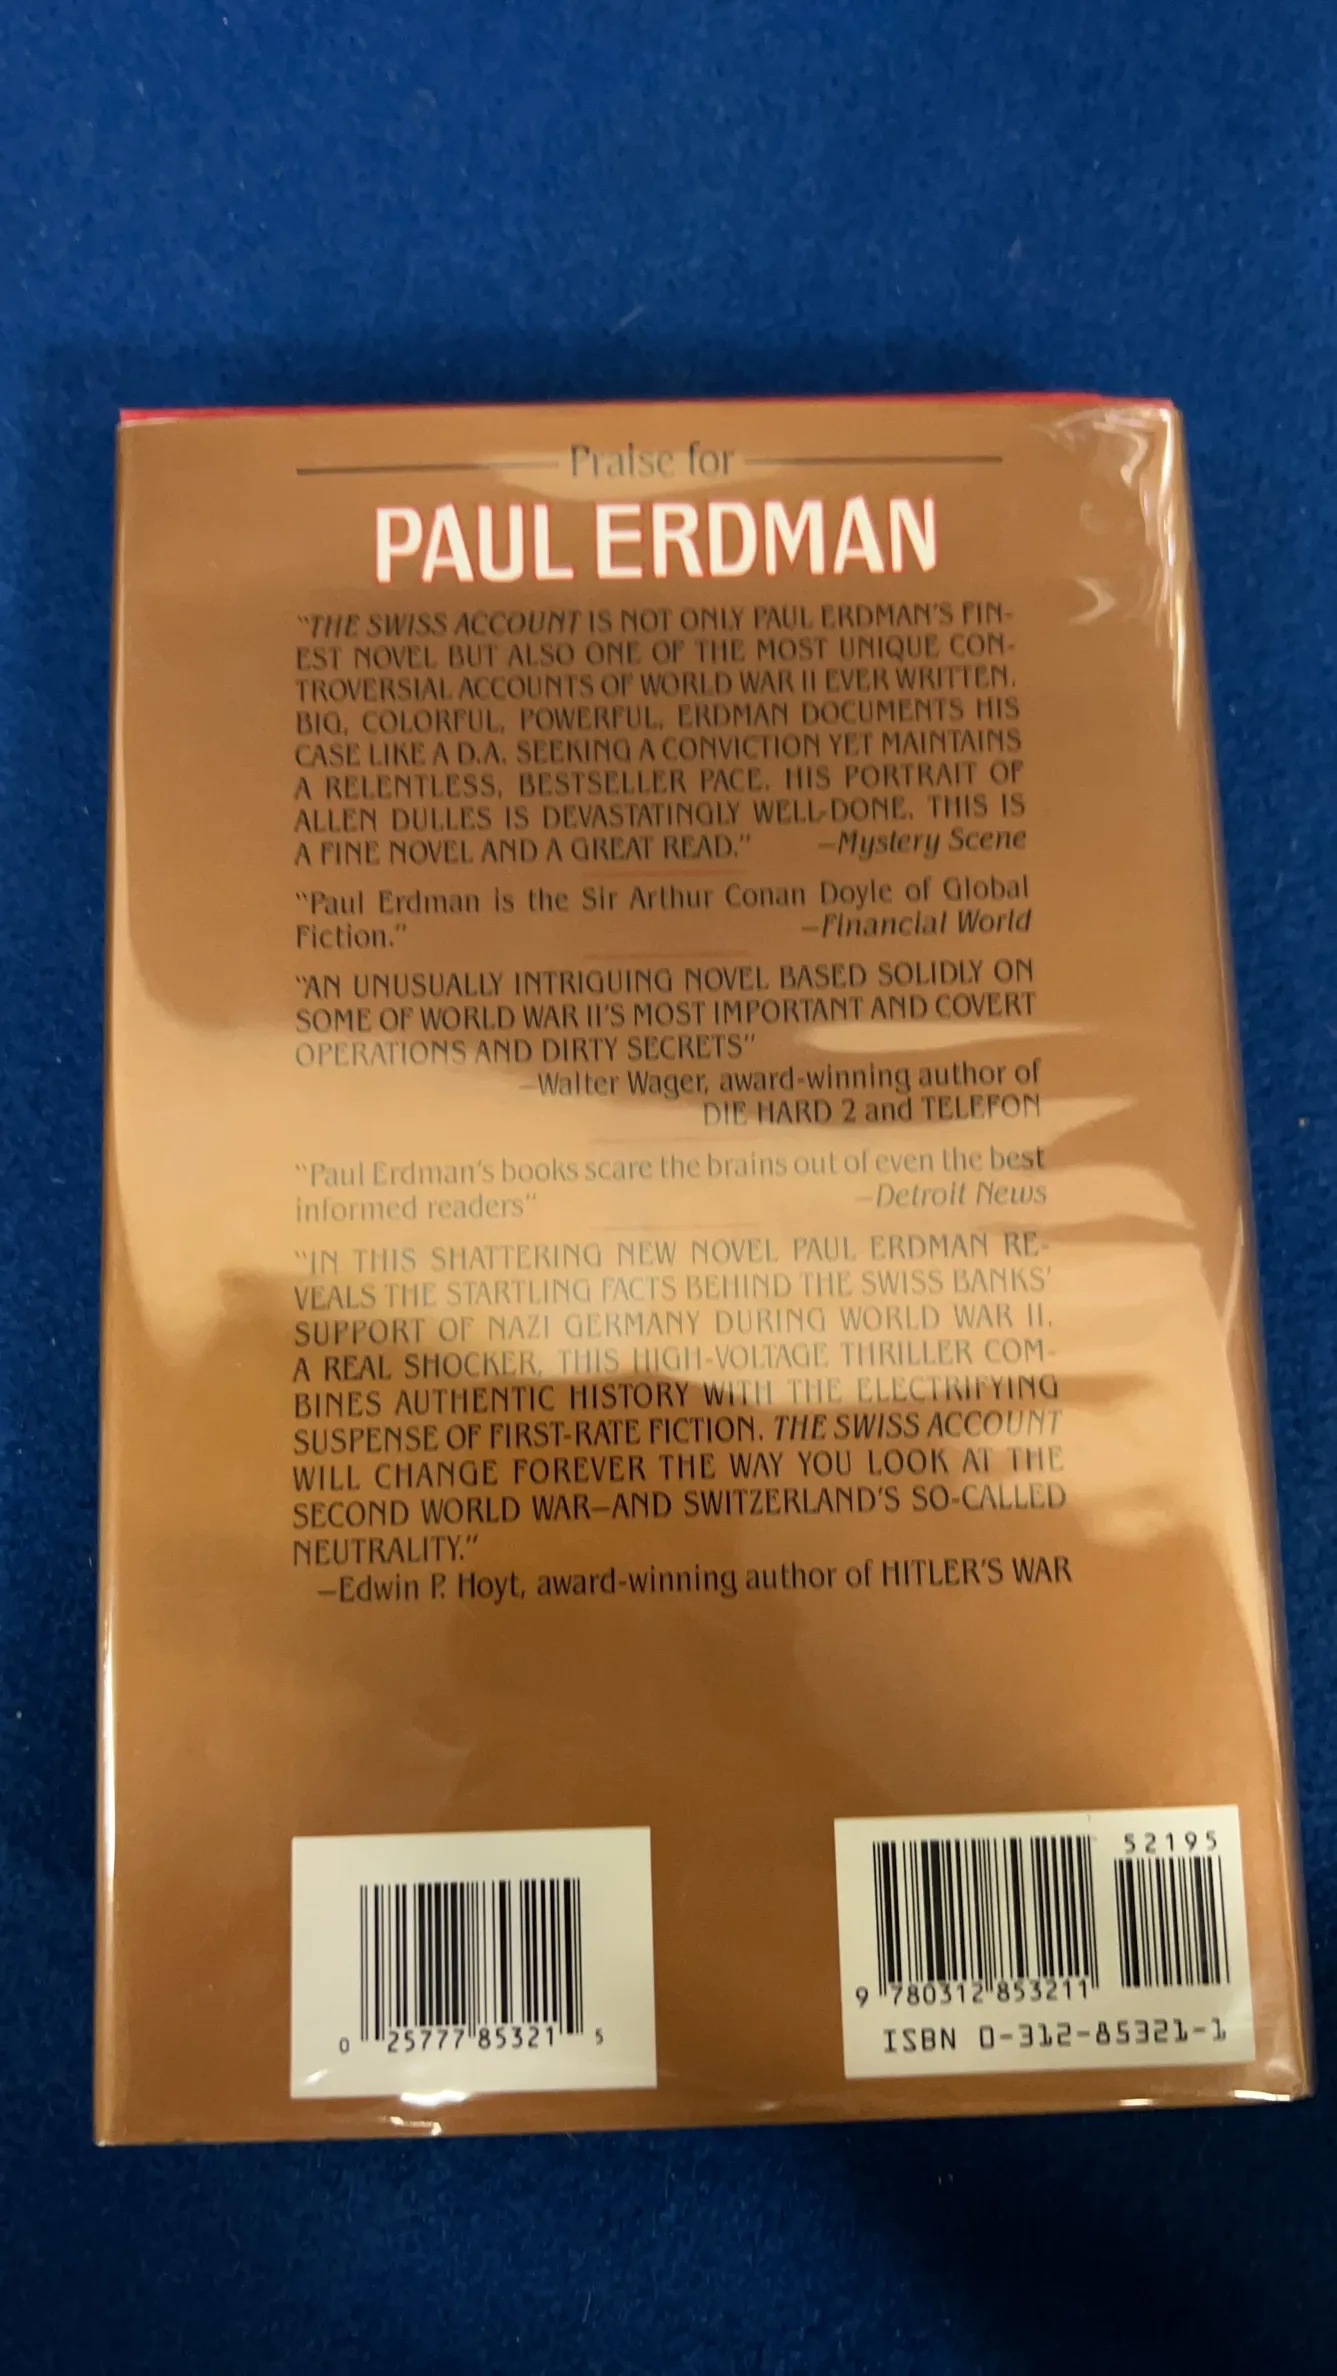 Praise for
PAUL ERDMAN
"THE SWISS ACCOUNT IS NOT ONLY PAUL ERDMAN'S FIN-
EST NOVEL BUT ALSO ONE OF THE MOST UNIQUE CON-
TROVERSIAL ACCOUNTS OF WORLD WAR II EVER WRITTEN.
BIG, COLORFUL, POWERFUL, ERDMAN DOCUMENTS HIS
CASE LIKE A D.A. SEEKING A CONVICTION YET MAINTAINS
A RELENTLESS, BESTSELLER PACE. HIS PORTRAIT OF
ALLEN DULLES IS DEVASTATINGLY WELL-DONE. THIS IS
A FINE NOVEL AND A GREAT READ." —Mystery Scene
"Paul Erdman is the Sir Arthur Conan Doyle of Global
Fiction." —Financial World
"AN UNUSUALLY INTRIGUING NOVEL BASED SOLIDLY ON
SOME OF WORLD WAR II'S MOST IMPORTANT AND COVERT
OPERATIONS AND DIRTY SECRETS"
—Walter Wager, award-winning author of
DIE HARD 2 and TELEFON
"Paul Erdman's books scare the brains out of even the best
informed readers" —Detroit News
"IN THIS SHATTERING NEW NOVEL PAUL ERDMAN RE-
VEALS THE STARTLING FACTS BEHIND THE SWISS BANKS'
SUPPORT OF NAZI GERMANY DURING WORLD WAR II.
A REAL SHOCKER, THIS HIGH-VOLTAGE THRILLER COM-
BINES AUTHENTIC HISTORY WITH THE ELECTRIFYING
SUSPENSE OF FIRST-RATE FICTION. THE SWISS ACCOUNT
WILL CHANGE FOREVER THE WAY YOU LOOK AT THE
SECOND WORLD WAR—AND SWITZERLAND'S SO-CALLED
NEUTRALITY."
—Edwin P. Hoyt, award-winning author of HITLER'S WAR
0 25777 85321 5
52195
9 780312 853211
ISBN 0-312-85321-1